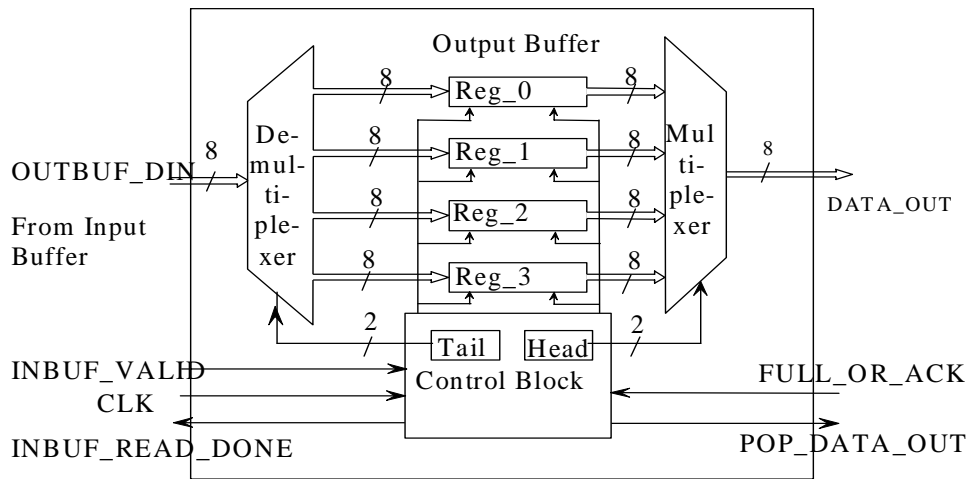 Output Buffer
8
Reg_0
8
8
De-
mul-
ti-
ple-
xer
8
Reg_1
8
Mul
ti-
plexer
8
OUTBUF_DIN
From Input
Buffer
8
Reg_2
8
DATA_OUT
8
Reg_3
8
2
Tail
Head
2
Control Block
INBUF_VALID
CLK
INBUF_READ_DONE
FULL_OR_ACK
POP_DATA_OUT